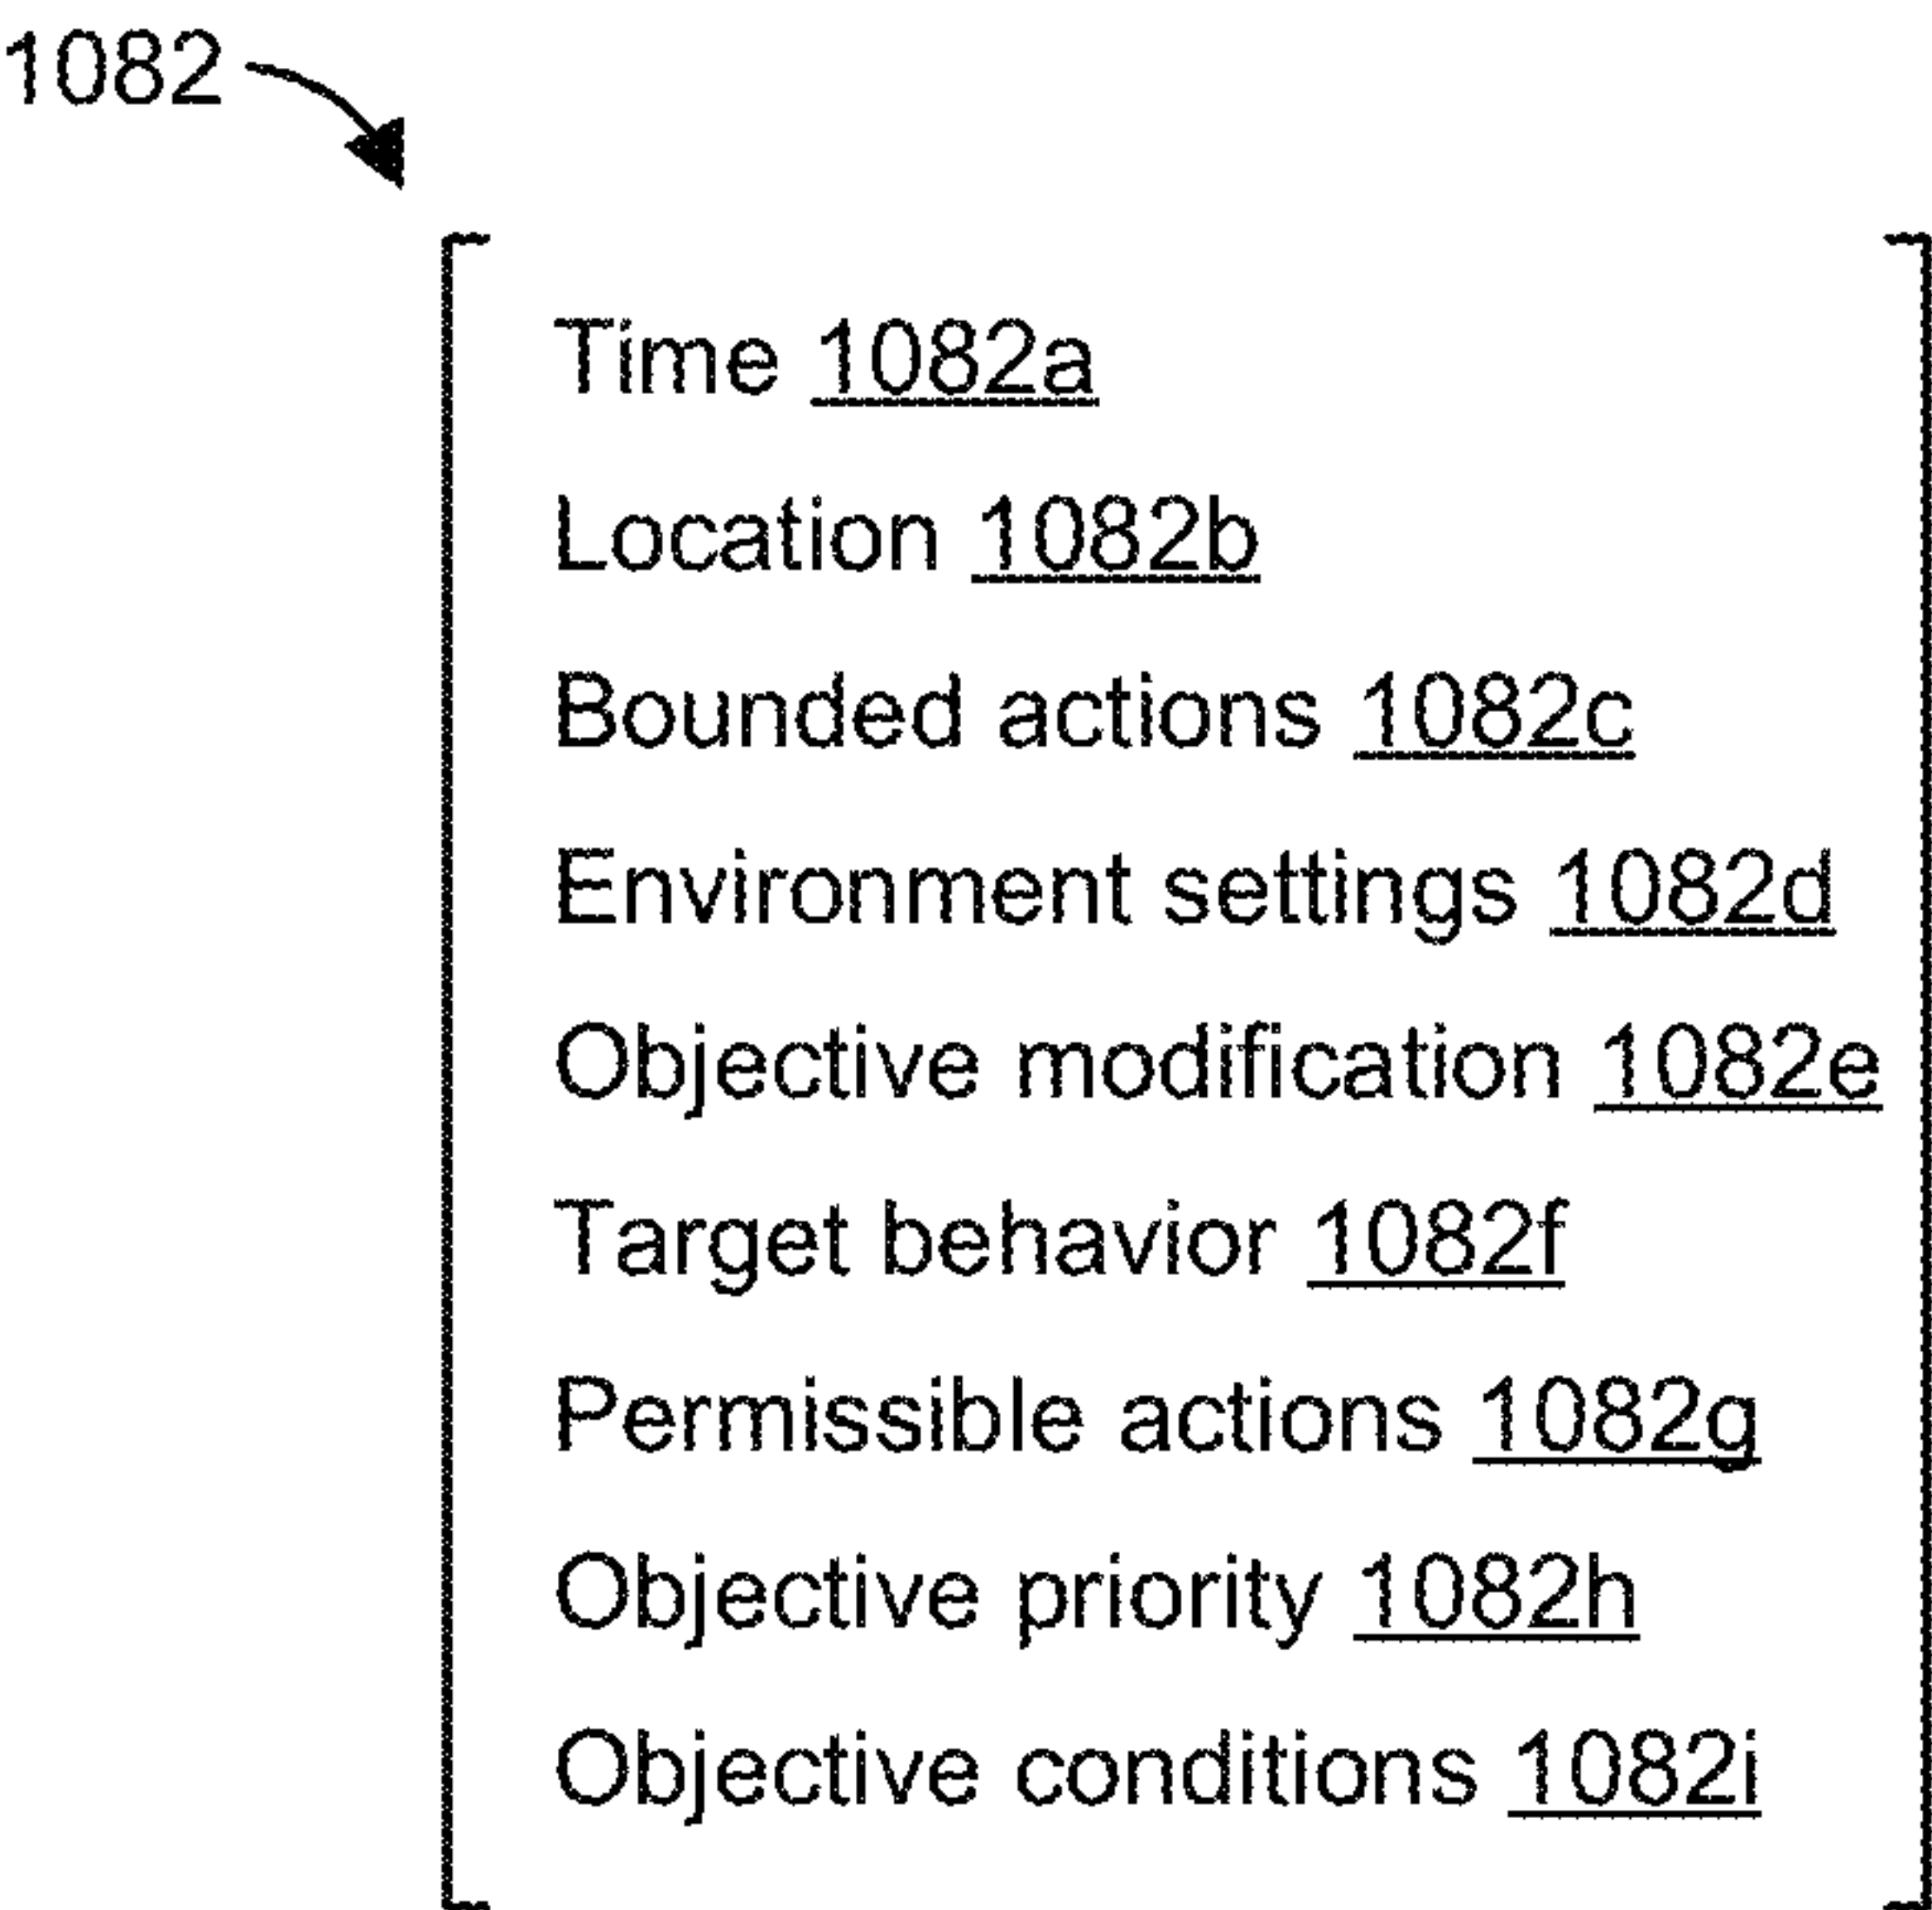 1082
Time 1082a
Location 1082b
Bounded actions 1082c
Environment settings 1082d
Objective modification 1082e
Target behavior 1082f
Permissible actions 1082g
Objective priority 1082h
Objective conditions 1082i